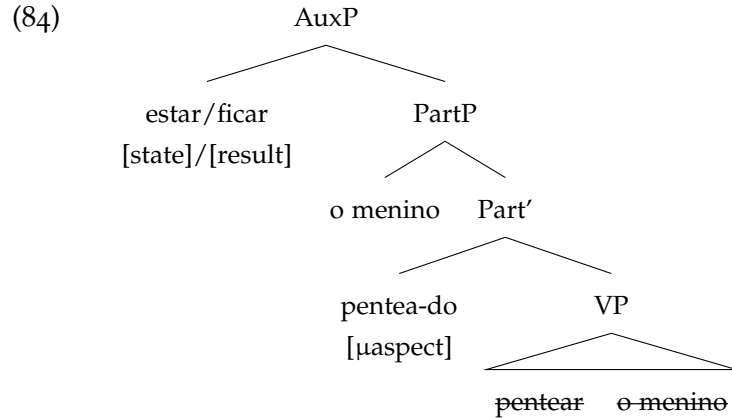 (84)
AuxP
estar/ficar PartP
[state]/[result]
o menino Part’
pentea-do VP
[μaspect]
pentear o menino